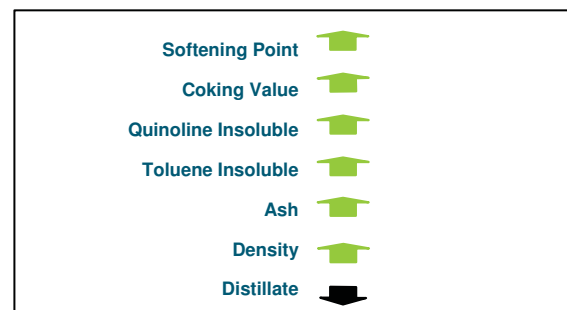 Softening Point
Coking Value
Quinoline Insoluble
Toluene Insoluble
Ash
Density
Distillate